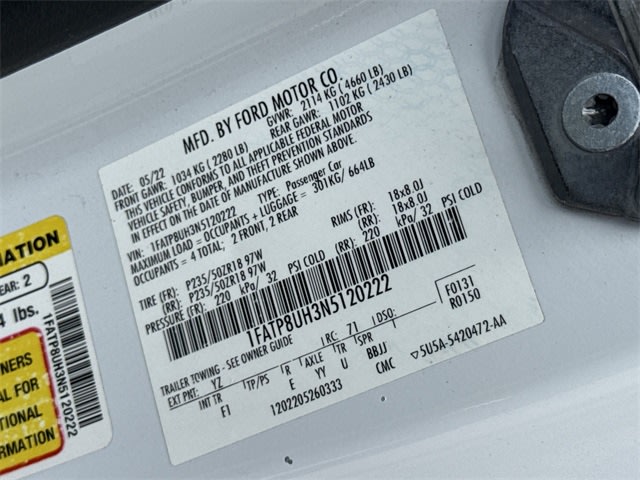 MFD. BY FORD MOTOR CO.
DATE: 05/22 GVWR: 2114 KG ( 4660 LB)
FRONT GAWR: 1034 KG ( 2280 LB) REAR GAWR: 1102 KG ( 2430 LB)
THIS VEHICLE CONFORMS TO ALL APPLICABLE FEDERAL MOTOR
VEHICLE SAFETY, BUMPER, AND THEFT PREVENTION STANDARDS
IN EFFECT ON THE DATE OF MANUFACTURE SHOWN ABOVE.
VIN: 1FATP8UH3N5120222 TYPE: Passenger Car
MAXIMUM LOAD = OCCUPANTS + LUGGAGE = 301KG/ 664LB
OCCUPANTS = 4 TOTAL; 2 FRONT, 2 REAR
TIRE (FR): P235/50ZR18 97W RIMS (FR): 18x8.0J
(RR): P235/50ZR18 97W (RR): 18x8.0J
PRESSURE (FR): 220 kPa/ 32 PSI COLD (RR): 220 kPa/ 32 PSI COLD
1FATP8UH3N5120222
TRAILER TOWING - SEE OWNER GUIDE
EXT PNT: YZ RC: 71 DSO: F0131
R0150
INT TR TP/PS R AXLE TR SPR
FI E YY U BBJJ
CMC 5U5A-5420472-AA
1202205260333
MATION
EAR: 2
4 lbs.
WNERS
AL FOR
TIONAL
ORMATION
1FATP8UH3N5120222